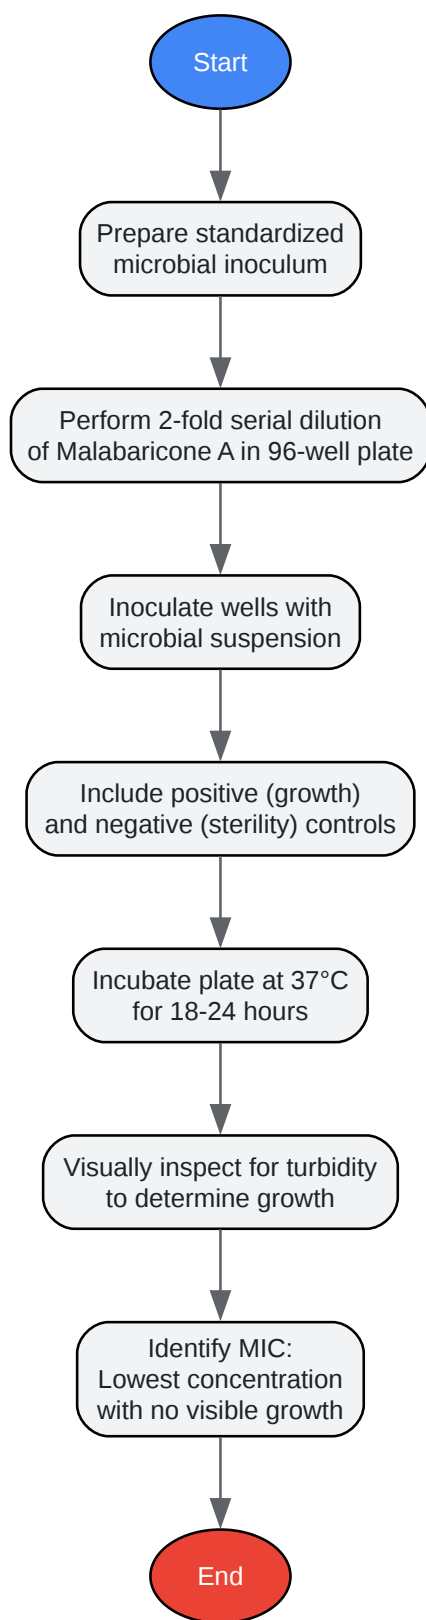 Start
Prepare standardized
microbial inoculum
Perform 2-fold serial dilution
of Malabaricone A in 96-well plate
Inoculate wells with
microbial suspension
Include positive (growth)
and negative (sterility) controls
Incubate plate at 37°C
for 18-24 hours
Visually inspect for turbidity
to determine growth
Identify MIC:
Lowest concentration
with no visible growth
End